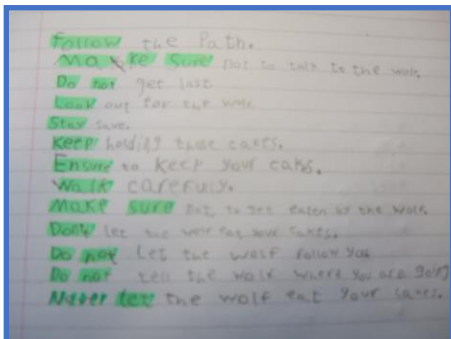 Follow the Path.
Make Sure not to talk to the wolf.
Do not get lost.
Look out for the wolf.
Stay save.
Keep holding those cakes.
Ensure to keep your cakes.
Walk carefuly.
Make sure not to get eaten by the wolf.
Don't let the wolf eat your cakes.
Do not Let the wolf follow you
Do not tell the wolf where you are going
Never let the wolf eat your cakes.